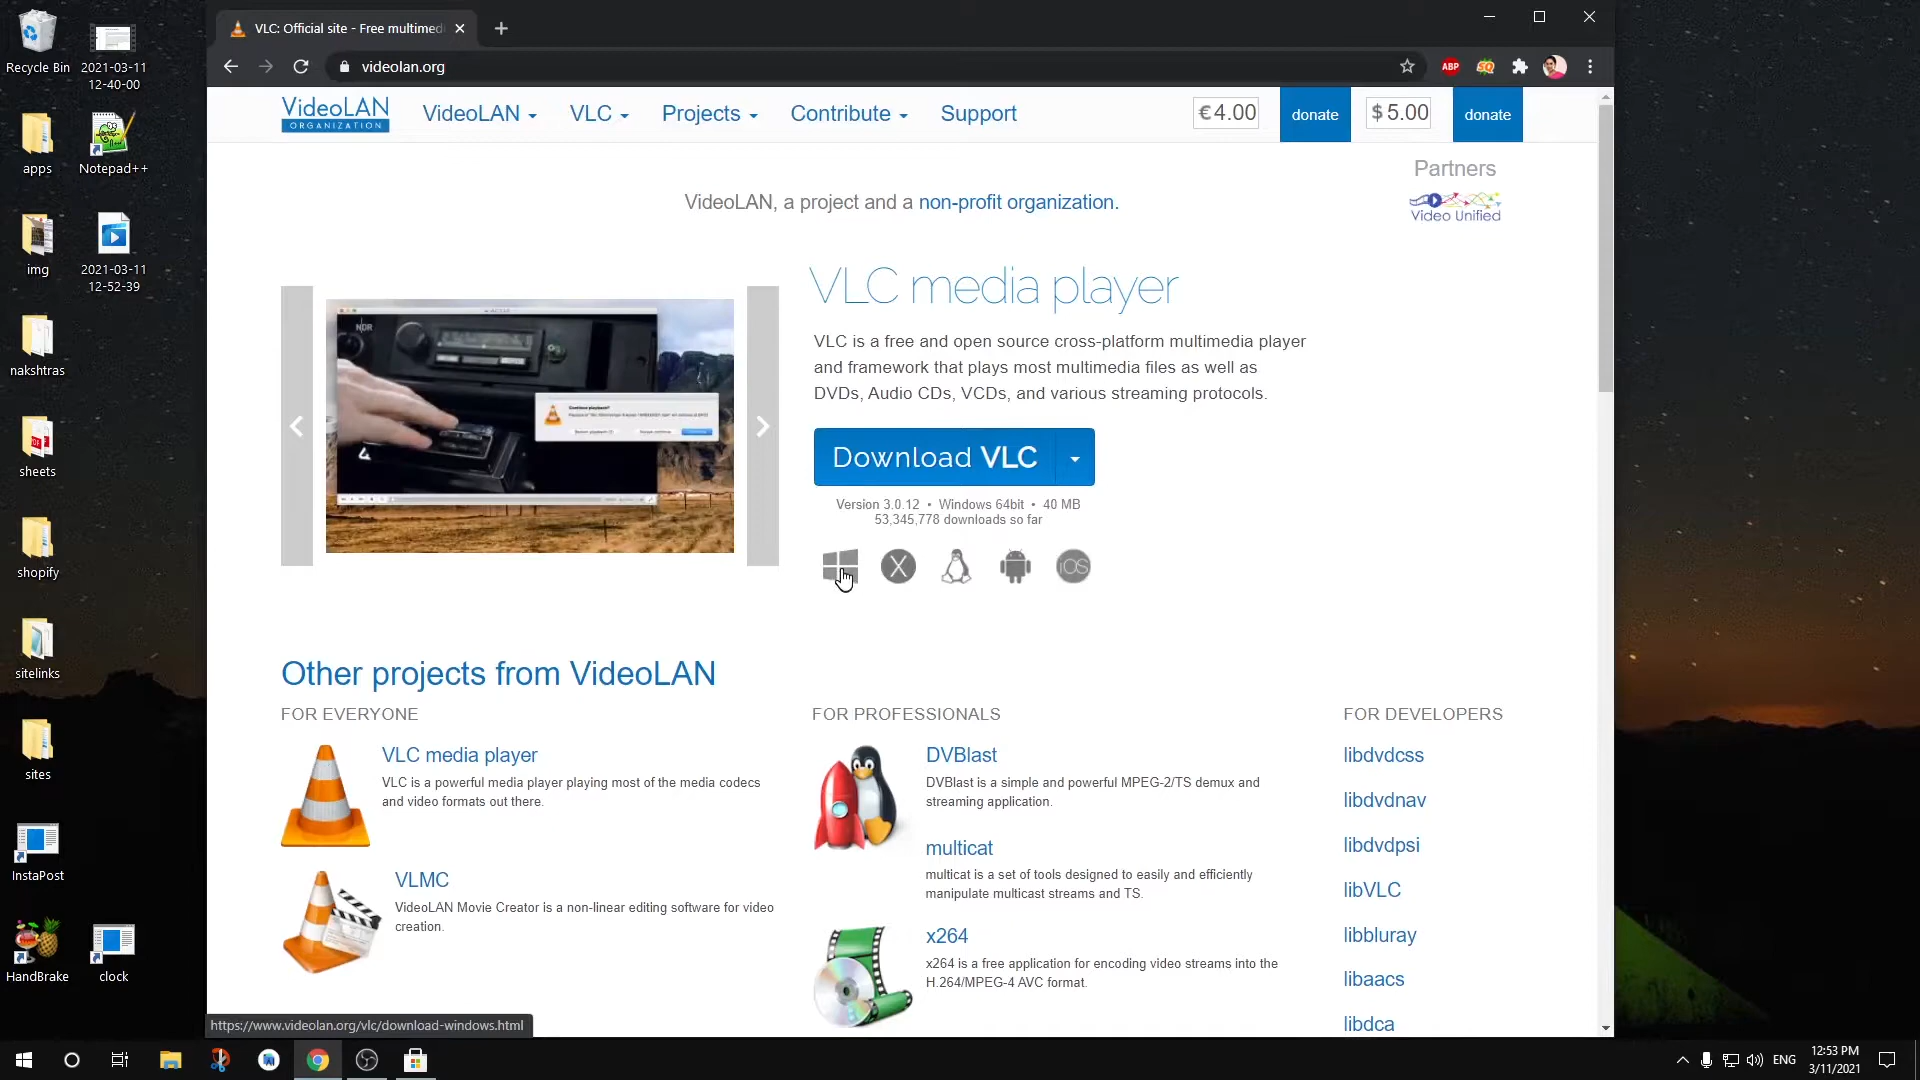 Recycle Bin
2021-03-11
12-40-00
apps
Notepad++
img
2021-03-11
12-52-39
nakshtras
sheets
shopify
sitelinks
sites
InstaPost
HandBrake
clock
VLC: Official site - Free multimed
videolan.org
ABP
SQ
VideoLAN
ORGANIZATION
VideoLAN
VLC
Projects
Contribute
Support
€ 4.00
donate
$ 5.00
donate
Partners
Video Unified
VideoLAN, a project and a non-profit organization.
NDR
Continue playback?
VLC media player
VLC is a free and open source cross-platform multimedia player
and framework that plays most multimedia files as well as
DVDs, Audio CDs, VCDs, and various streaming protocols.
Download VLC
Version 3.0.12 • Windows 64bit • 40 MB
53,345,778 downloads so far
X
iOS
Other projects from VideoLAN
FOR EVERYONE
VLC media player
VLC is a powerful media player playing most of the media codecs
and video formats out there.
VLMC
VideoLAN Movie Creator is a non-linear editing software for video
creation.
FOR PROFESSIONALS
DVBlast
DVBlast is a simple and powerful MPEG-2/TS demux and
streaming application.
multicat
multicat is a set of tools designed to easily and efficiently
manipulate multicast streams and TS.
x264
x264 is a free application for encoding video streams into the
H.264/MPEG-4 AVC format.
FOR DEVELOPERS
libdvdcss
libdvdnav
libdvdpsi
libVLC
libbluray
libaacs
libdca
https://www.videolan.org/vlc/download-windows.html
ENG
12:53 PM
3/11/2021